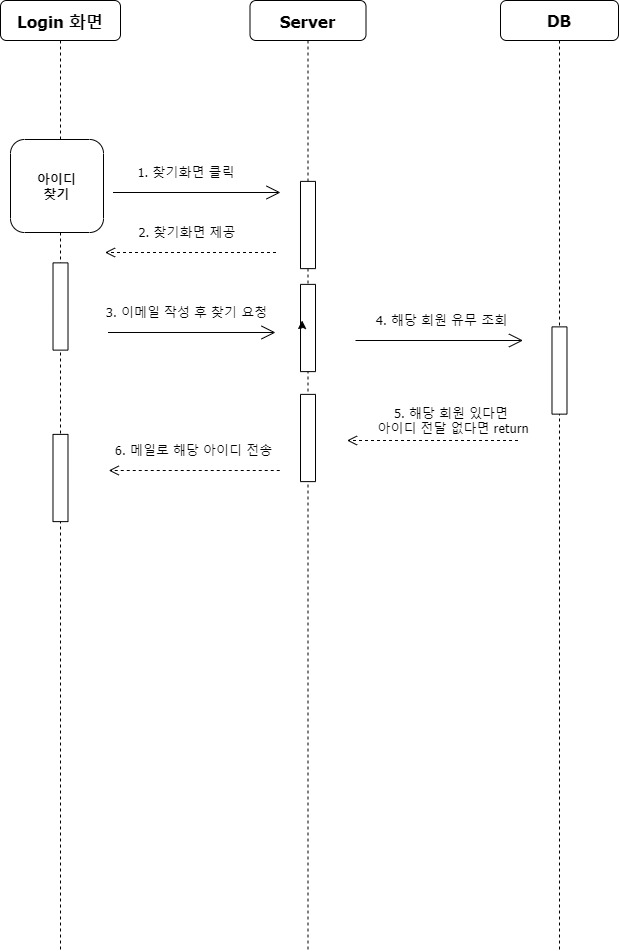 Login 화면
Server
DB
아이디
찾기
1. 찾기화면 클릭
2. 찾기화면 제공
3. 이메일 작성 후 찾기 요청
4. 해당 회원 유무 조회
5. 해당 회원 있다면
아이디 전달 없다면 return
6. 메일로 해당 아이디 전송